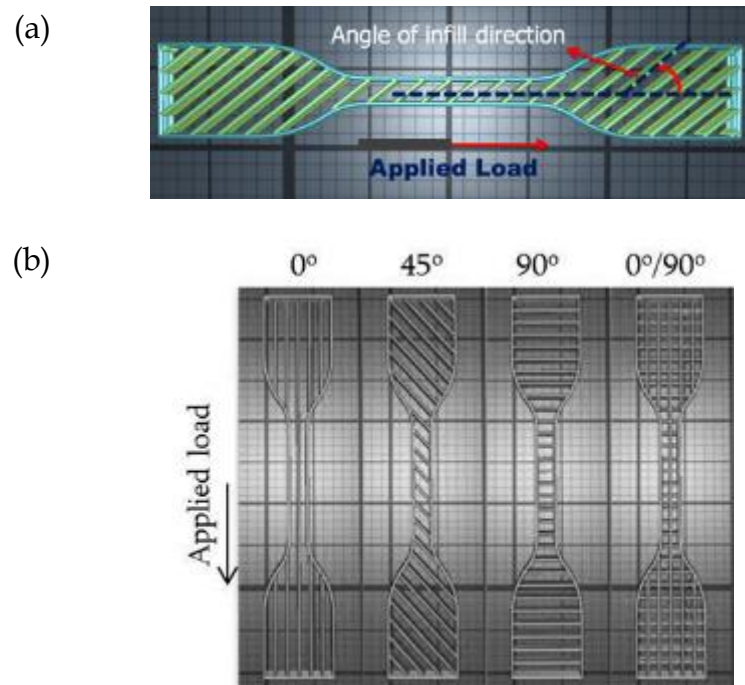 (a)
Angle of infill direction
Applied Load
(b)
0° 45° 90° 0°/90°
Applied load